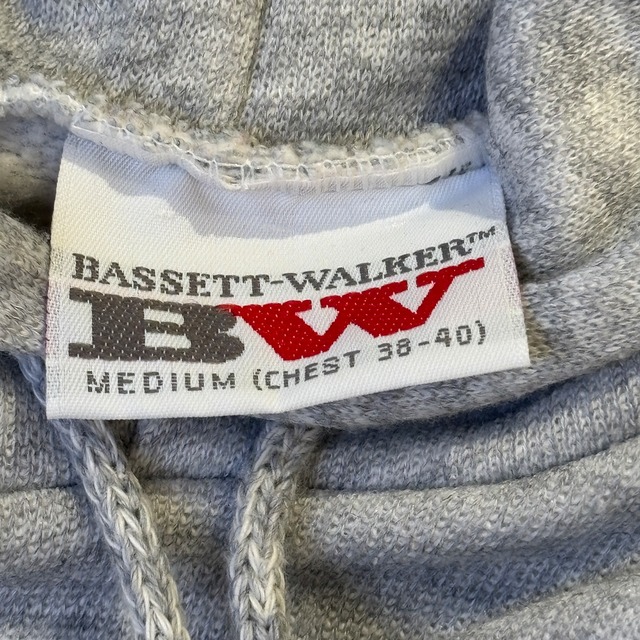 BASSETT-WALKER™
BW
MEDIUM (CHEST 38-40)